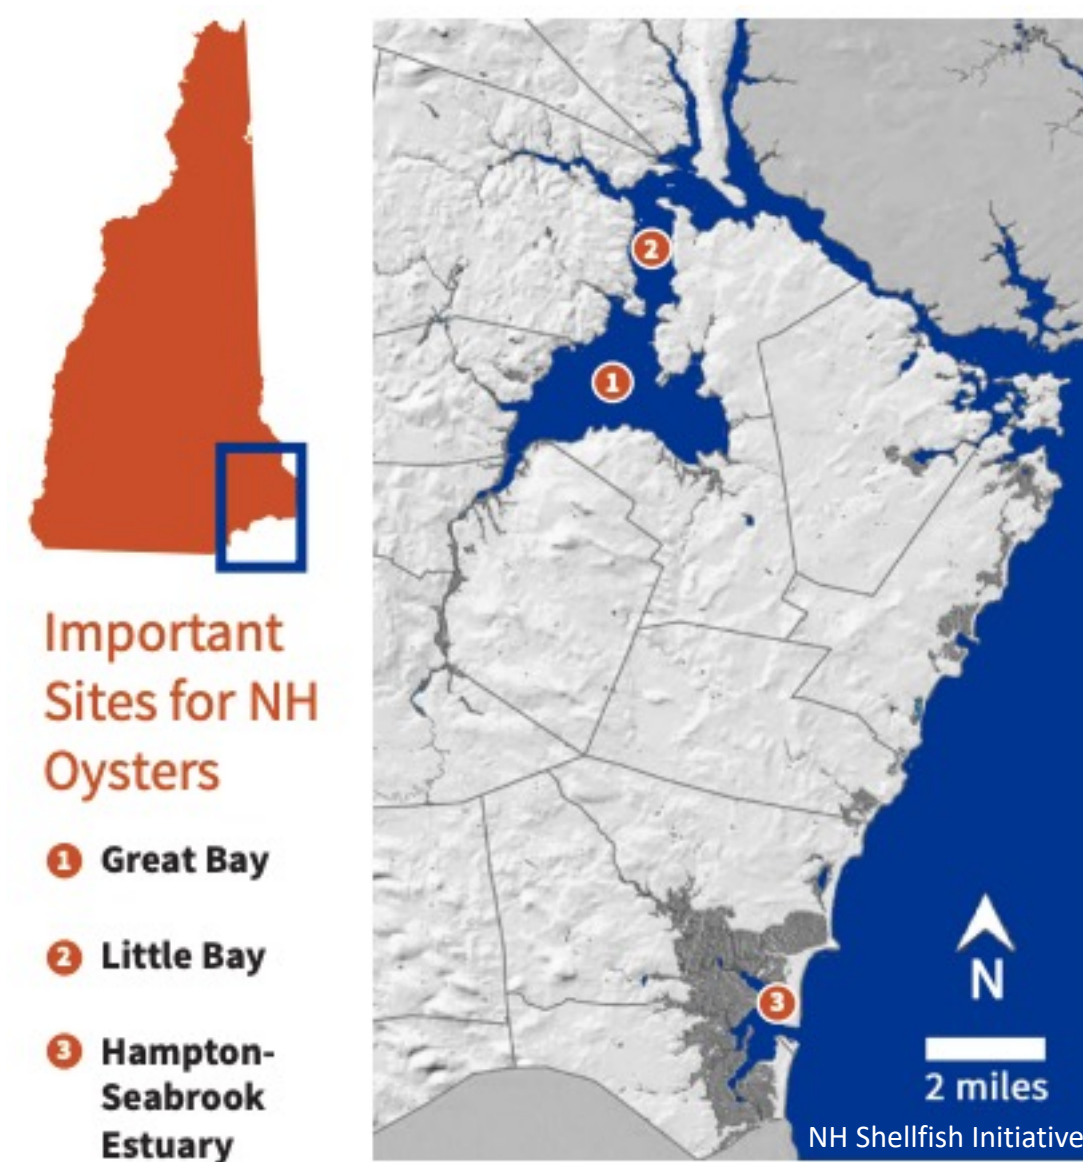 Important
Sites for NH
Oysters
1 Great Bay
2 Little Bay
3 Hampton-
Seabrook
Estuary
2
1
3
N
2 miles
NH Shellfish Initiative